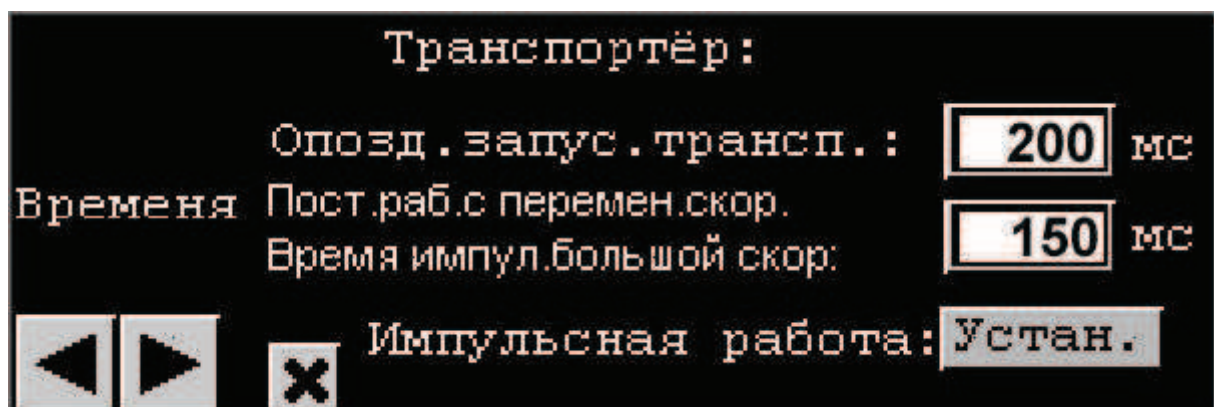 Транспортёр:
Опозд.запус.трансп.: 200 мс
Временя
Пост.раб.с перемен.скор.
Время импул.большой скор: 150 мс
Импульсная работа: Устан.